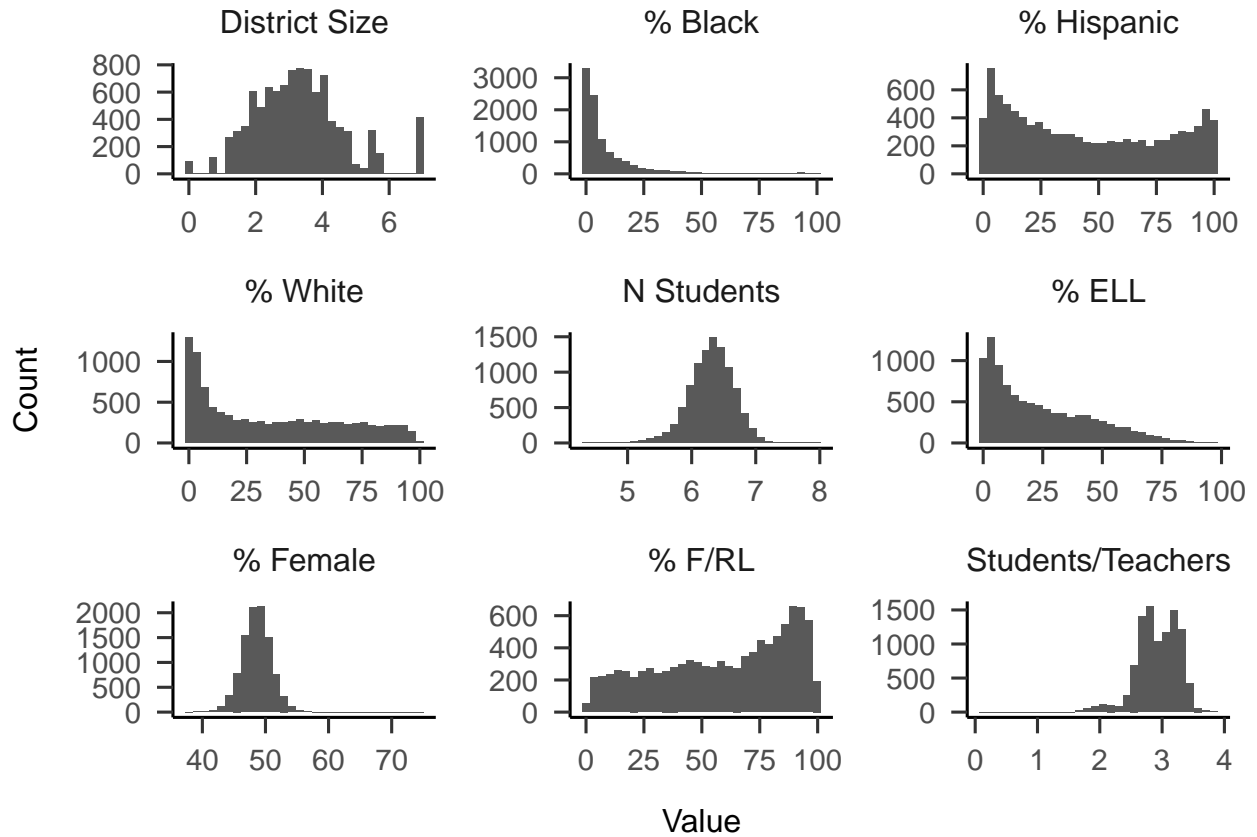 District Size
% Black
% Hispanic
800
600
400
200
0
3000
2000
1000
0
600
400
200
0
0 2 4 6
0 25 50 75 100
0 25 50 75 100
% White
N Students
% ELL
1000
500
0
1500
1000
500
0
1000
500
0
0 25 50 75 100
5 6 7 8
0 25 50 75 100
% Female
% F/RL
Students/Teachers
2000
1500
1000
500
0
600
400
200
0
1500
1000
500
0
40 50 60 70
0 25 50 75 100
0 1 2 3 4
Count
Value